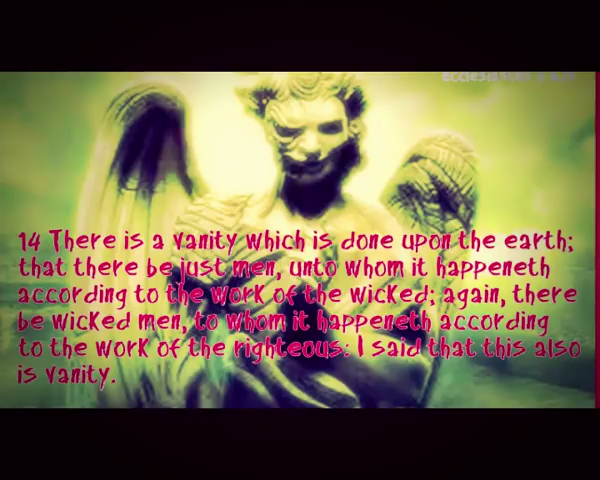 14 There is a vanity which is done upon the earth;
that there be just men, unto whom it happeneth
according to the work of the wicked; again, there
be wicked men, to whom it happeneth according
to the work of the righteous: I said that this also
is vanity.